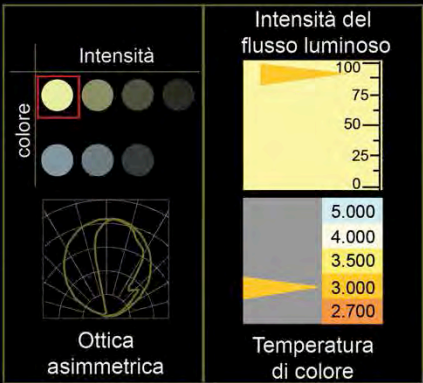 Intensità
colore
Ottica
asimmetrica
Intensità del
flusso luminoso
100
75
50
25
0
5.000
4.000
3.500
3.000
2.700
Temperatura
di colore